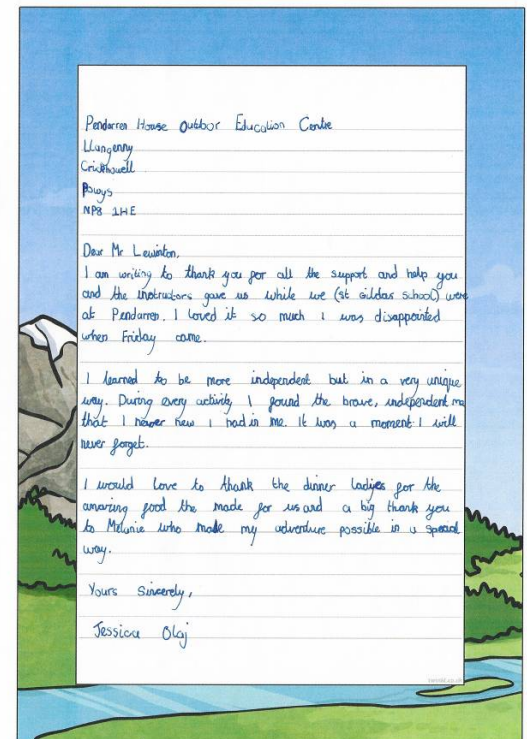 Pendarren House Outdoor Education Centre
Llangenny
Crickhowell
Powys
NP8 1HE
Dear Mr Lewinton,
I am writing to thank you for all the support and help you
and the instructors gave us while we (st Gildas School) were
at Pendarren. I loved it so much i was disappointed
when Friday came.
I learned to be more independent but in a very unique
way. During every activity, I found the brave, independent me
that I never new i had in me. It was a moment I will
never forget.
I would love to thank the dinner ladyes for the
amazing food the made for us and a big thank you
to Melanie who made my adventure possible in a special
way.
Yours Sincerely,
Jessica Olaj